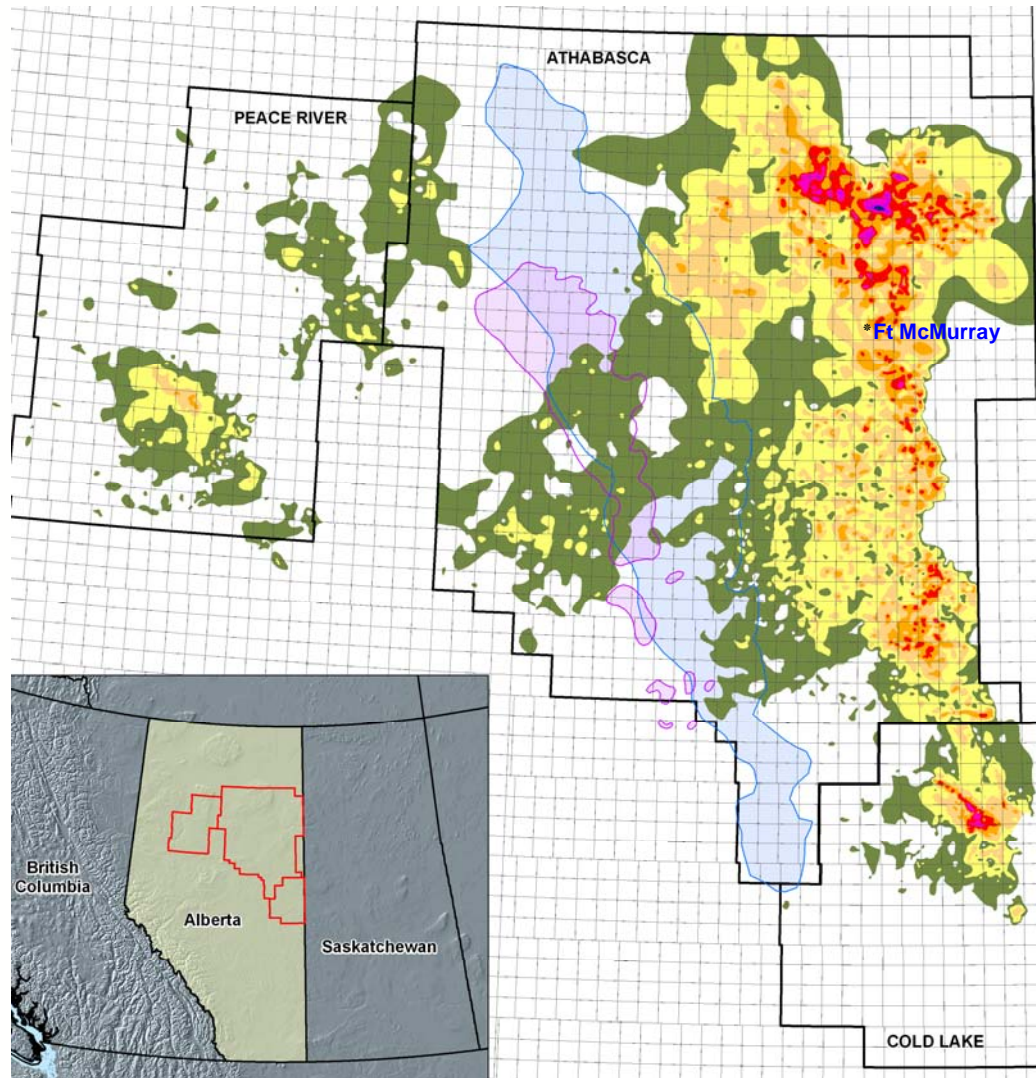 ATHABASCA
PEACE RIVER
*Ft McMurray
British
Columbia
Alberta
Saskatchewan
COLD LAKE